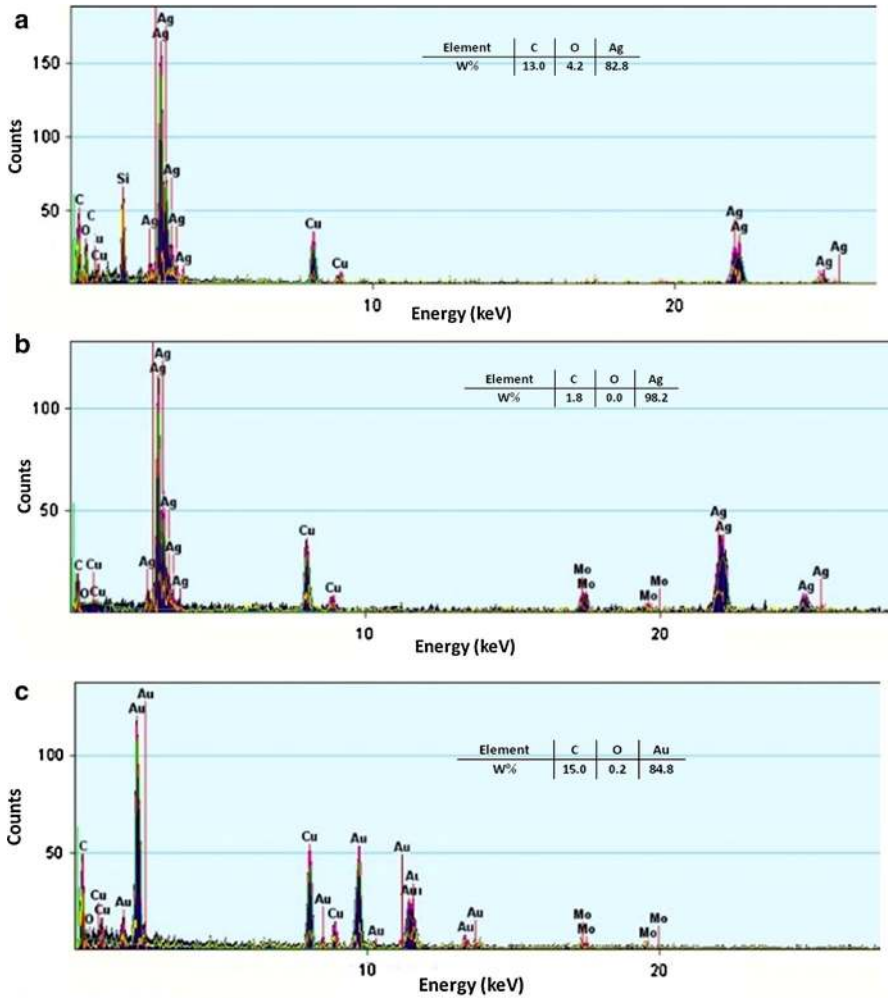 a
Ag
Ag
Element C O Ag
W% 13.0 4.2 82.8
150
100
Counts
Si
Ag
50
C
C
O
u
Cu
Ag
Ag
Ag
Cu
Cu
Ag
Ag
Ag
Ag
10
20
Energy (keV)
b
Ag
Ag
Element C O Ag
W% 1.8 0.0 98.2
100
Counts
50
Ag
Cu
Ag
Ag
C
Cu
Ag
Ag
Ag
O
Cu
Cu
Mo
Mo
Mo
Mo
Ag
Ag
10
20
Energy (keV)
c
Au
Au
Element C O Au
W% 15.0 0.2 84.8
100
Counts
50
C
Cu
Au
Au
Cu
Cu
O
Au
Au
Cu
Au
Au
Au
Mo
Mo
Mo
Mo
10
20
Energy (keV)